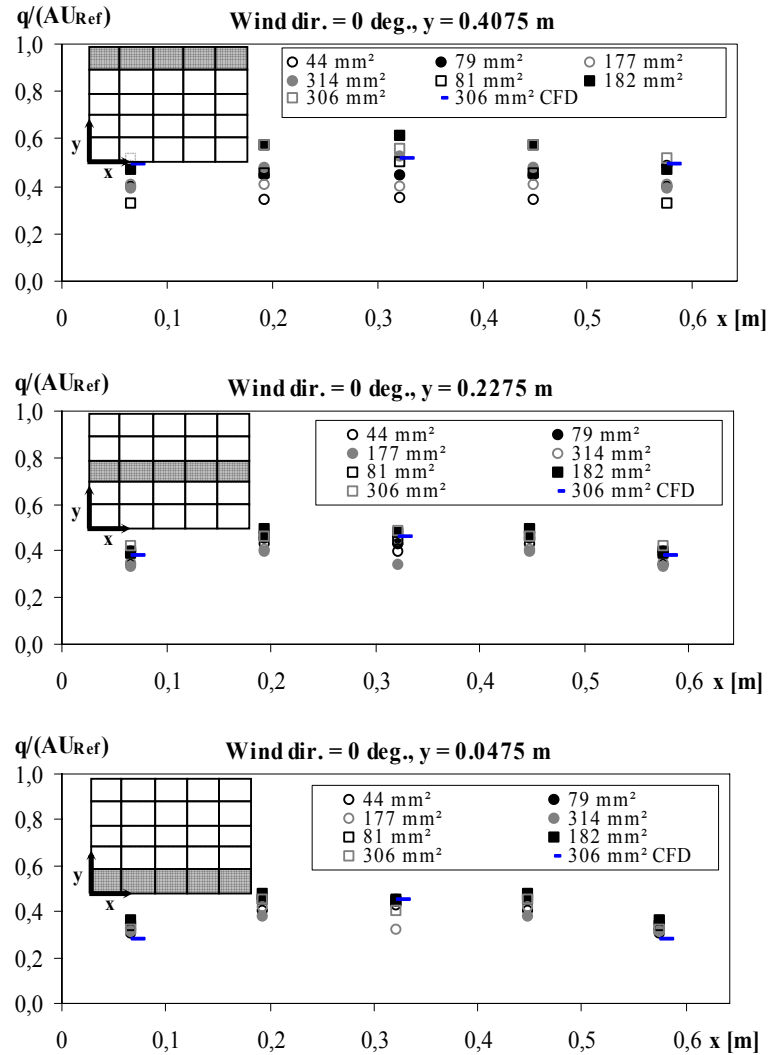 q/(AURef)
Wind dir. = 0 deg., y = 0.4075 m
1,0
44 mm² 79 mm² 177 mm²
314 mm² 81 mm² 182 mm²
306 mm² 306 mm² CFD
0,8
0,6
y
x
0,4
0,2
0,0
0 0,1 0,2 0,3 0,4 0,5 0,6 x [m]
q/(AURef)
Wind dir. = 0 deg., y = 0.2275 m
1,0
44 mm² 79 mm²
177 mm² 314 mm²
81 mm² 182 mm²
306 mm² 306 mm² CFD
0,8
0,6
y
x
0,4
0,2
0,0
0 0,1 0,2 0,3 0,4 0,5 0,6 x [m]
q/(AURef)
Wind dir. = 0 deg., y = 0.0475 m
1,0
44 mm² 79 mm²
177 mm² 314 mm²
81 mm² 182 mm²
306 mm² 306 mm² CFD
0,8
0,6
y
x
0,4
0,2
0,0
0 0,1 0,2 0,3 0,4 0,5 0,6 x [m]